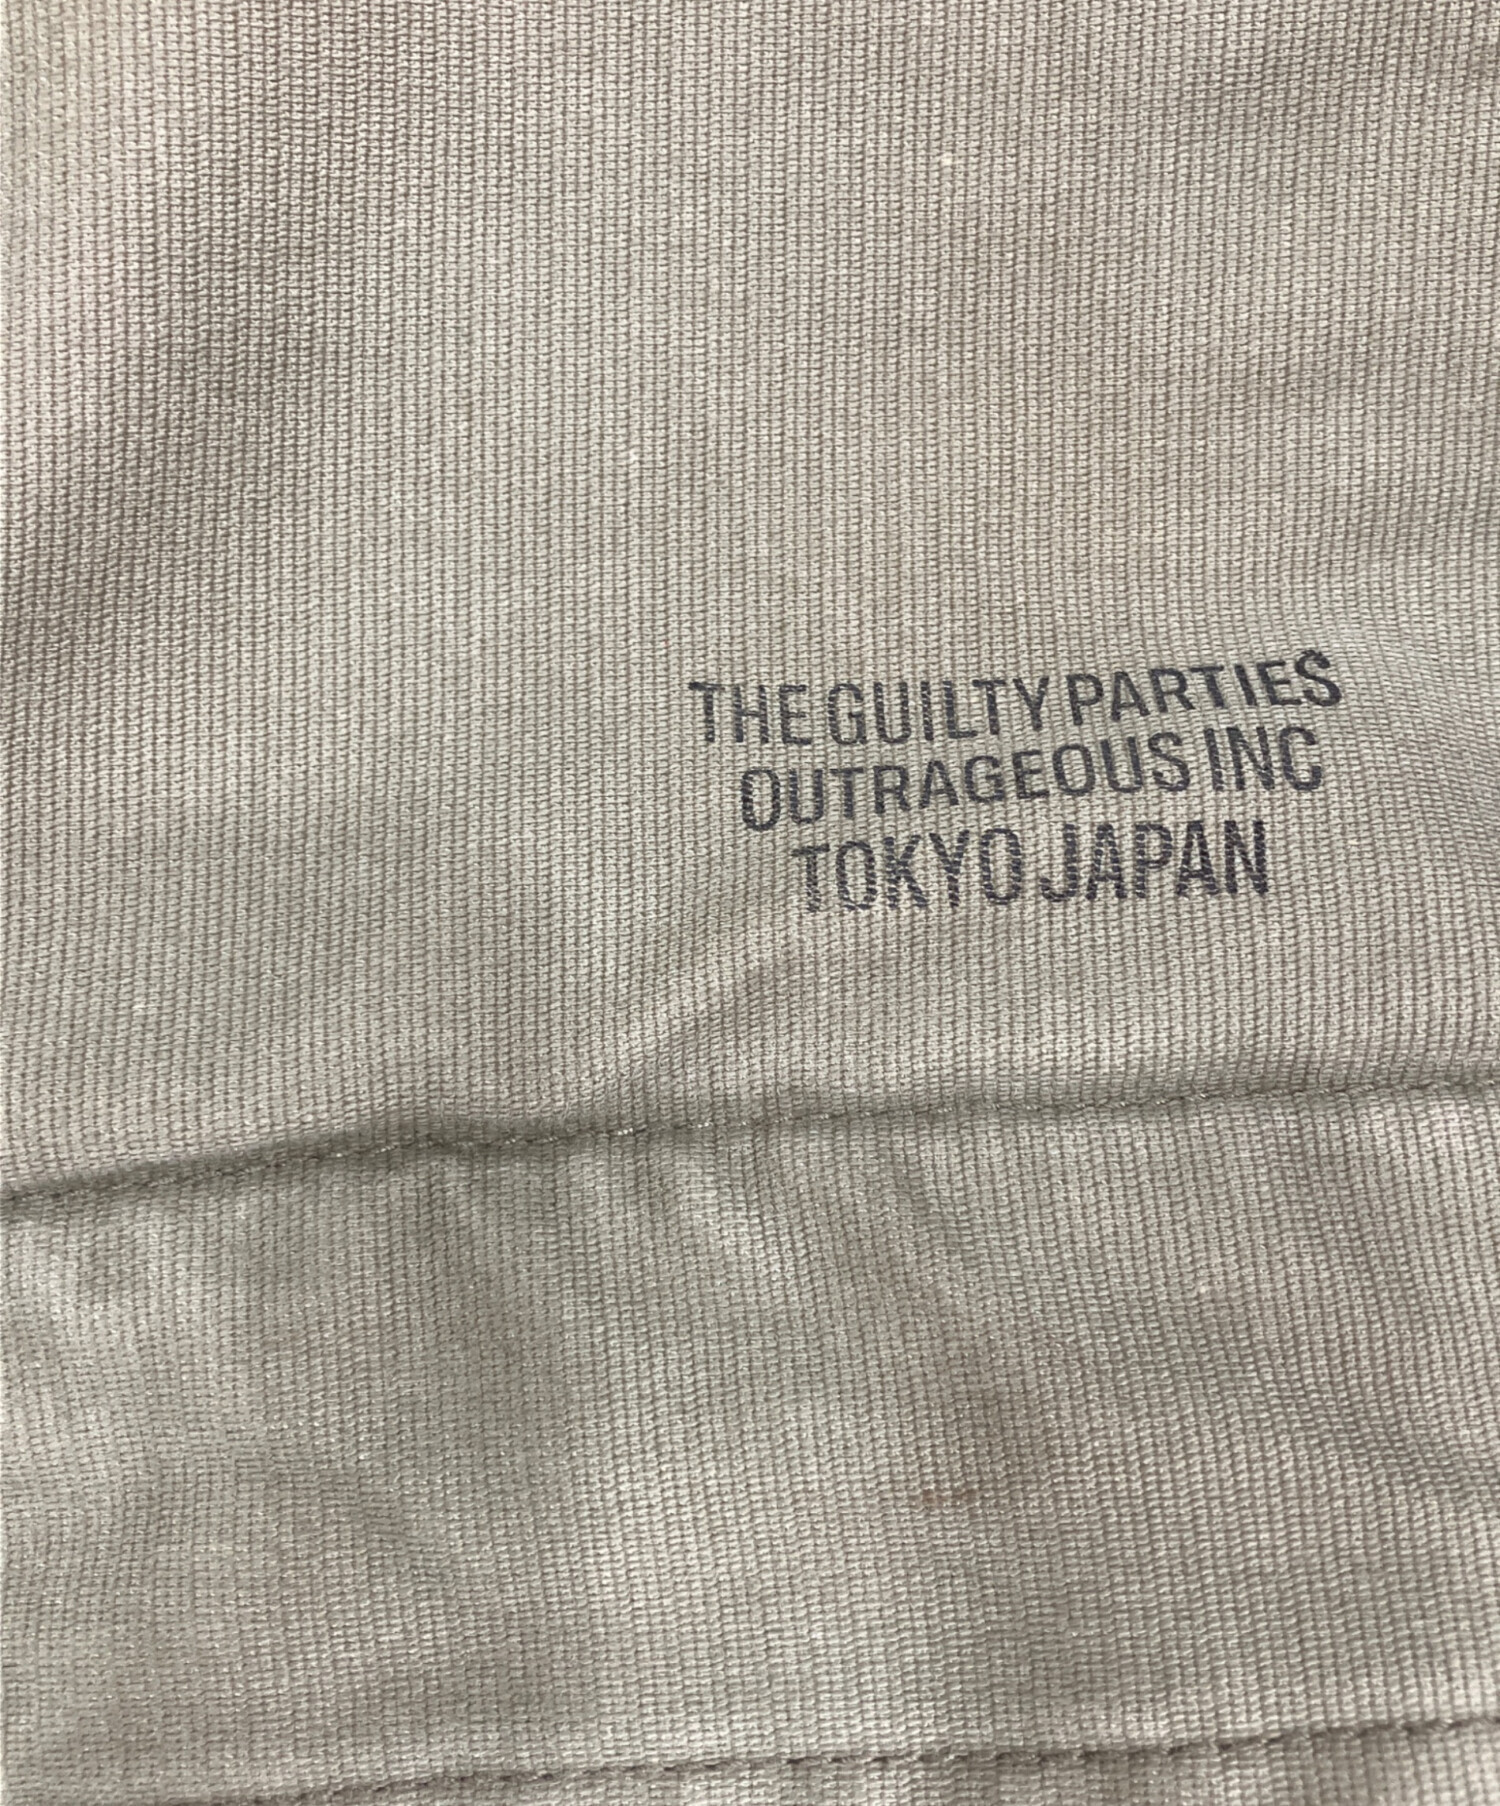 THE GUILTY PARTIES
OUTRAGEOUS INC
TOKYO JAPAN